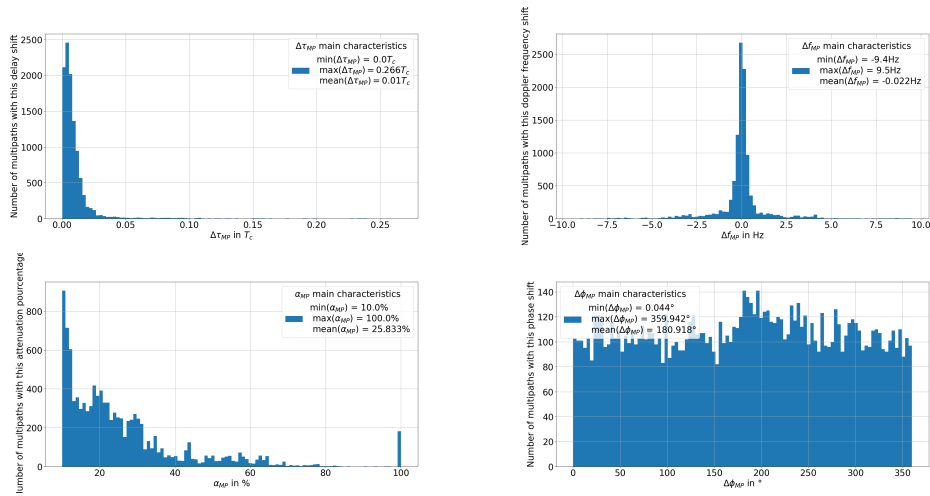 Number of multipaths with this delay shift
2500
2000
1500
1000
500
0
0.00 0.05 0.10 0.15 0.20 0.25
Δτ_MP in T_c
Δτ_MP main characteristics
min(Δτ_MP) = 0.0T_c
max(Δτ_MP) = 0.266T_c
mean(Δτ_MP) = 0.01T_c
Number of multipaths with this doppler frequency shift
2500
2000
1500
1000
500
0
−10.0 −7.5 −5.0 −2.5 0.0 2.5 5.0 7.5 10.0
Δf_MP in Hz
Δf_MP main characteristics
min(Δf_MP) = -9.4Hz
max(Δf_MP) = 9.5Hz
mean(Δf_MP) = -0.022Hz
Number of multipaths with this attenuation pourcentage
800
600
400
200
0
20 40 60 80 100
α_MP in %
α_MP main characteristics
min(α_MP) = 10.0%
max(α_MP) = 100.0%
mean(α_MP) = 25.833%
Number of multipaths with this phase shift
140
120
100
80
60
40
20
0
0 50 100 150 200 250 300 350
Δϕ_MP in °
Δϕ_MP main characteristics
min(Δϕ_MP) = 0.044°
max(Δϕ_MP) = 359.942°
mean(Δϕ_MP) = 180.918°